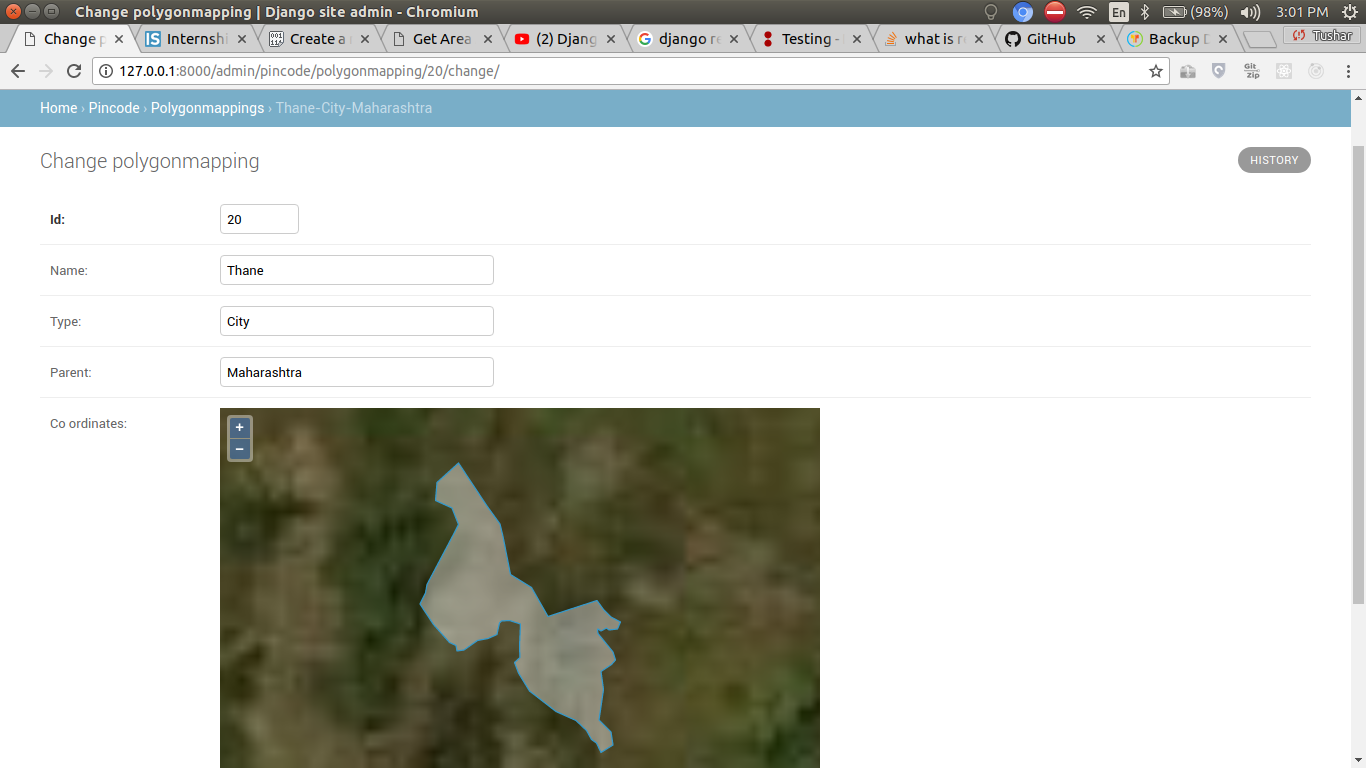 Change polygonmapping | Django site admin - Chromium
En
(98%)
3:01 PM
Change p
Internshi
Create a
Get Area
(2) Djang
django re
Testing -
what is r
GitHub
Backup D
Tushar
127.0.0.1:8000/admin/pincode/polygonmapping/20/change/
Git
Zip
Home › Pincode › Polygonmappings › Thane-City-Maharashtra
Change polygonmapping
HISTORY
Id:
20
Name:
Thane
Type:
City
Parent:
Maharashtra
Co ordinates:
+
−